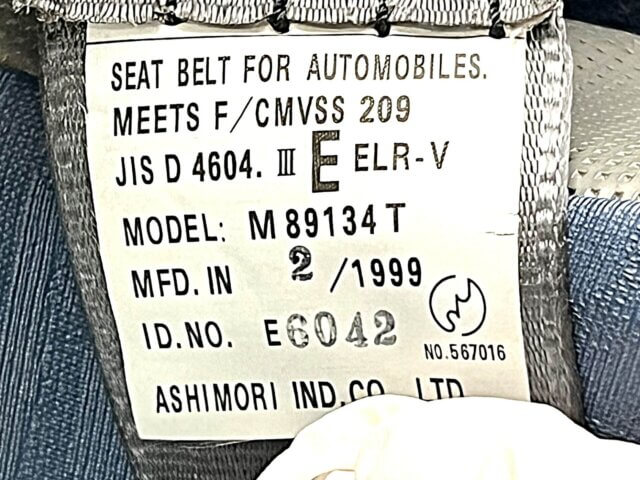 SEAT BELT FOR AUTOMOBILES.
MEETS F/CMVSS 209
JIS D 4604. III E ELR-V
MODEL: M89134T
MFD. IN 2/1999
ID.NO. E6042
NO.567016
ASHIMORI IND.CO. LTD